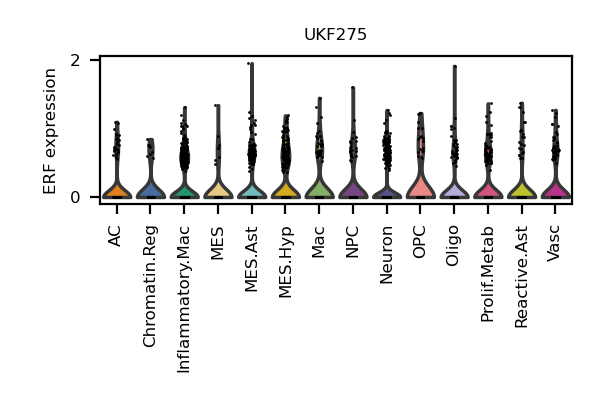 UKF275
ERF expression
2
0
AC
Chromatin.Reg
Inflammatory.Mac
MES
MES.Ast
MES.Hyp
Mac
NPC
Neuron
OPC
Oligo
Prolif.Metab
Reactive.Ast
Vasc